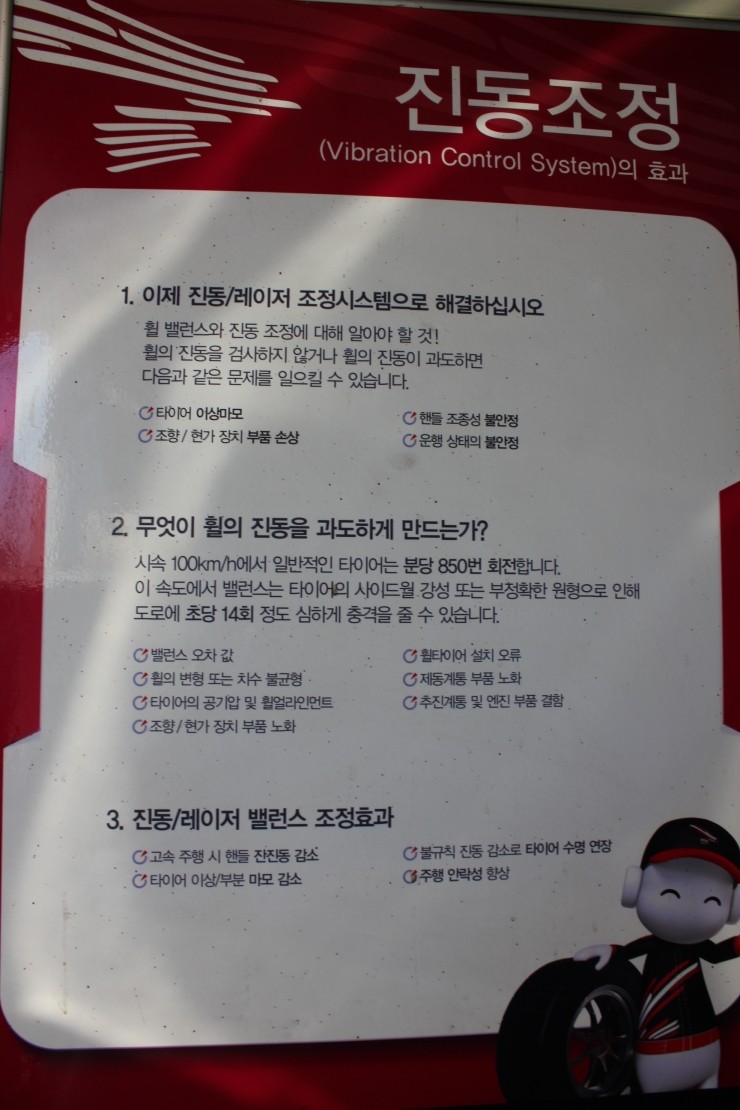 진동조정
(Vibration Control System)의 효과
1. 이제 진동/레이저 조정시스템으로 해결하십시오
휠 밸런스와 진동 조정에 대해 알아야 할 것!
휠의 진동을 검사하지 않거나 휠의 진동이 과도하면
다음과 같은 문제를 일으킬 수 있습니다.
타이어 이상마모
핸들 조종성 불안정
조향/현가 장치 부품 손상
운행 상태의 불안정
2. 무엇이 휠의 진동을 과도하게 만드는가?
시속 100km/h에서 일반적인 타이어는 분당 850번 회전합니다.
이 속도에서 밸런스는 타이어의 사이드월 강성 또는 부정확한 원형으로 인해
도로에 초당 14회 정도 심하게 충격을 줄 수 있습니다.
밸런스 오차 값
휠타이어 설치 오류
휠의 변형 또는 치수 불균형
제동계통 부품 노화
타이어의 공기압 및 휠얼라인먼트
추진계통 및 엔진 부품 결함
조향/현가 장치 부품 노화
3. 진동/레이저 밸런스 조정효과
고속 주행 시 핸들 잔진동 감소
불규칙 진동 감소로 타이어 수명 연장
타이어 이상/부분 마모 감소
주행 안락성 향상